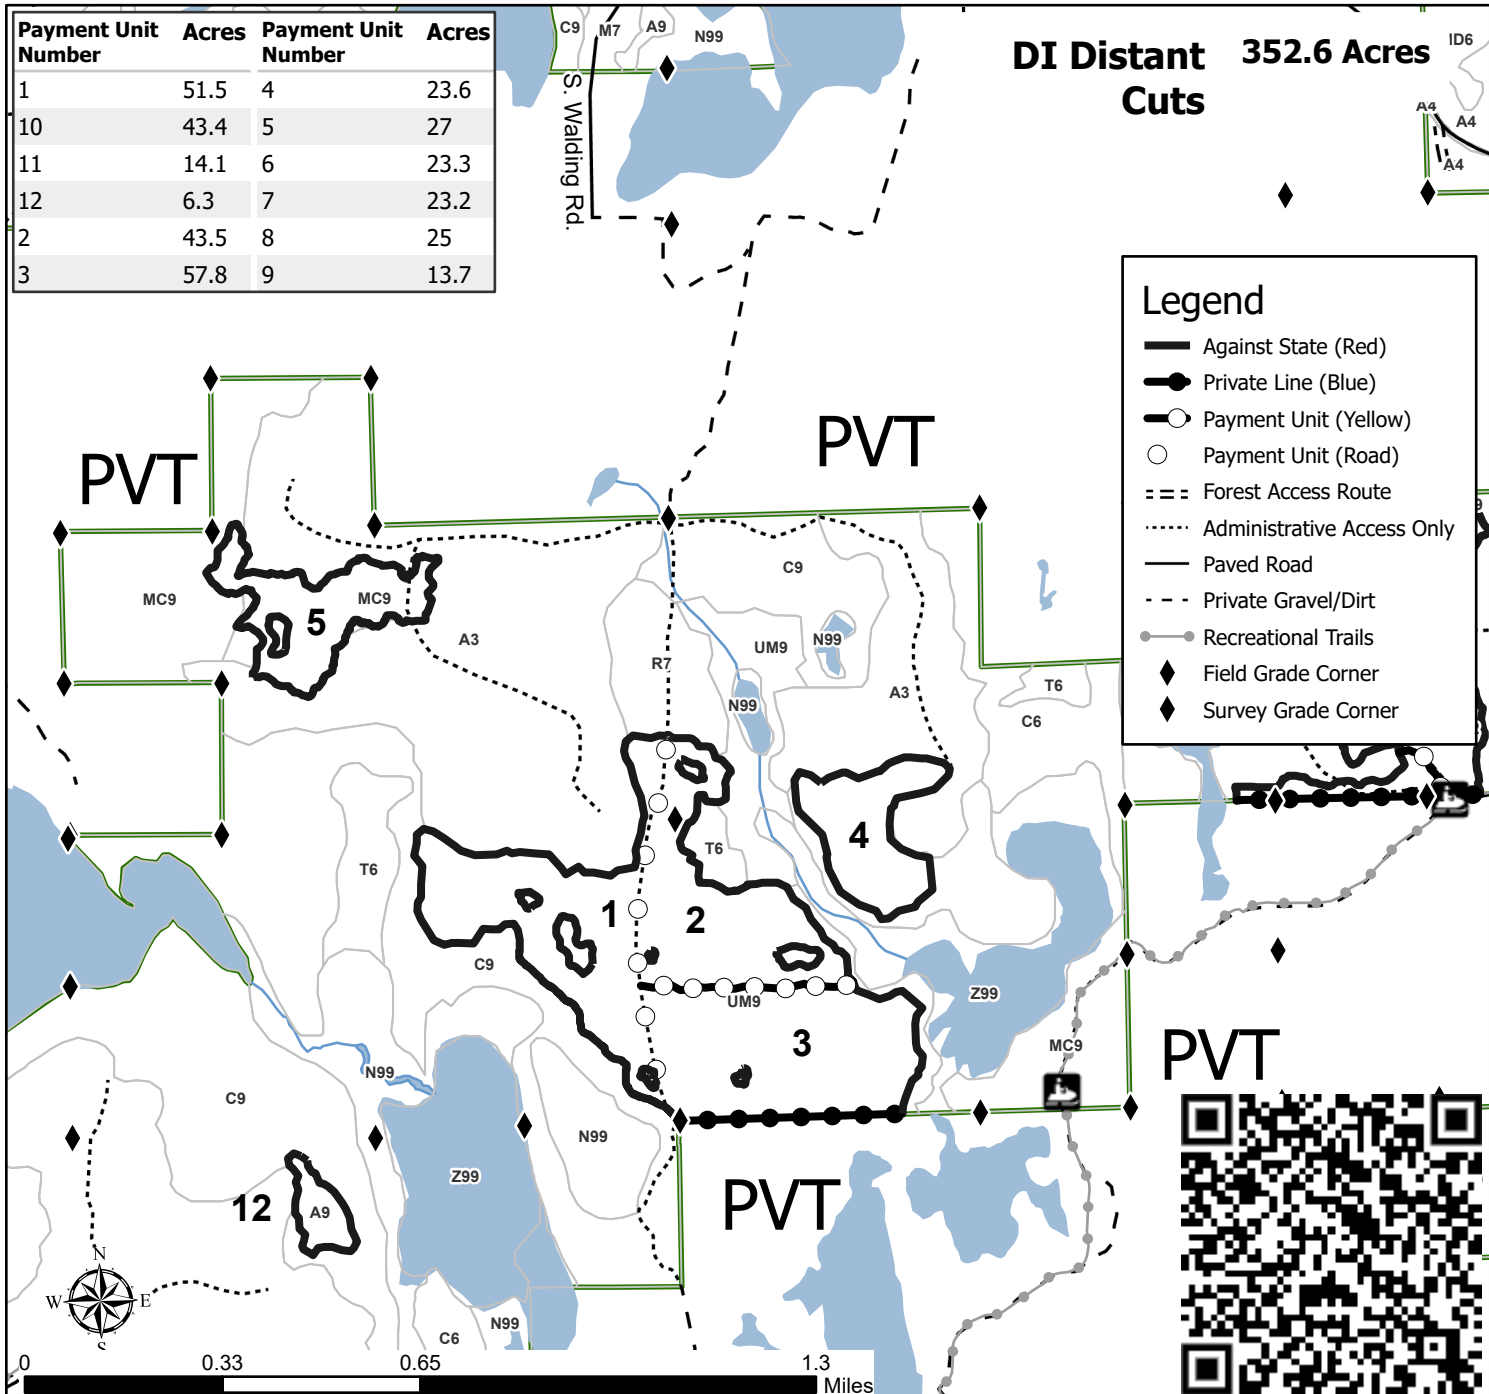 Payment Unit Number Acres Payment Unit Number Acres
1 51.5 4 23.6
10 43.4 5 27
11 14.1 6 23.3
12 6.3 7 23.2
2 43.5 8 25
3 57.8 9 13.7
C9 M7 A9 N99
S. Walding Rd.
DI Distant Cuts
352.6 Acres
A4
A4
A4
Legend
Against State (Red)
Private Line (Blue)
Payment Unit (Yellow)
Payment Unit (Road)
Forest Access Route
Administrative Access Only
Paved Road
Private Gravel/Dirt
Recreational Trails
Field Grade Corner
Survey Grade Corner
PVT
PVT
MC9
MC9
5
A3
C9
R7
UM9
N99
N99
A3
T6
C6
T6
T6
4
1
2
C9
UM9
3
Z99
MC9
PVT
N99
C9
N99
Z99
12
A9
PVT
N
W E
S
C6
N99
0 0.33 0.65 1.3
Miles